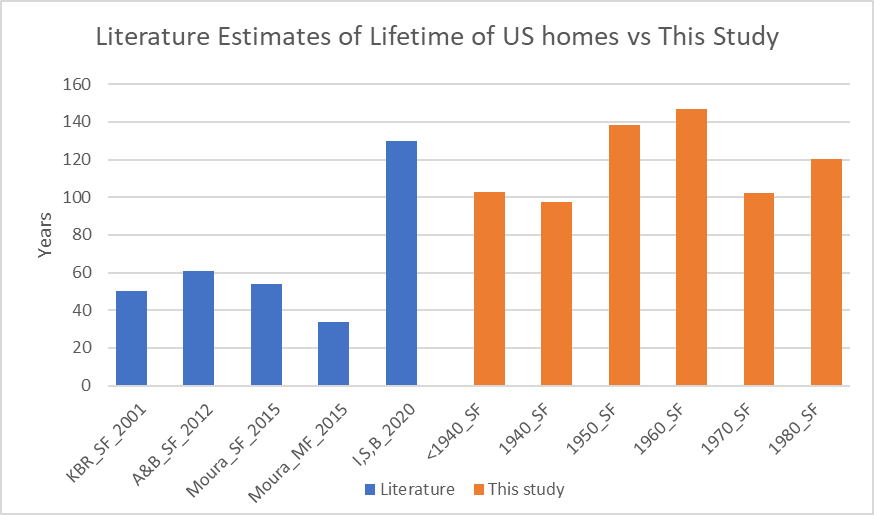 Literature Estimates of Lifetime of US homes vs This Study
Years
160
140
120
100
80
60
40
20
0
KBR_SF_2001
A&B_SF_2012
Moura_SF_2015
Moura_MF_2015
I,S,B_2020
<1940_SF
1940_SF
1950_SF
1960_SF
1970_SF
1980_SF
Literature
This study